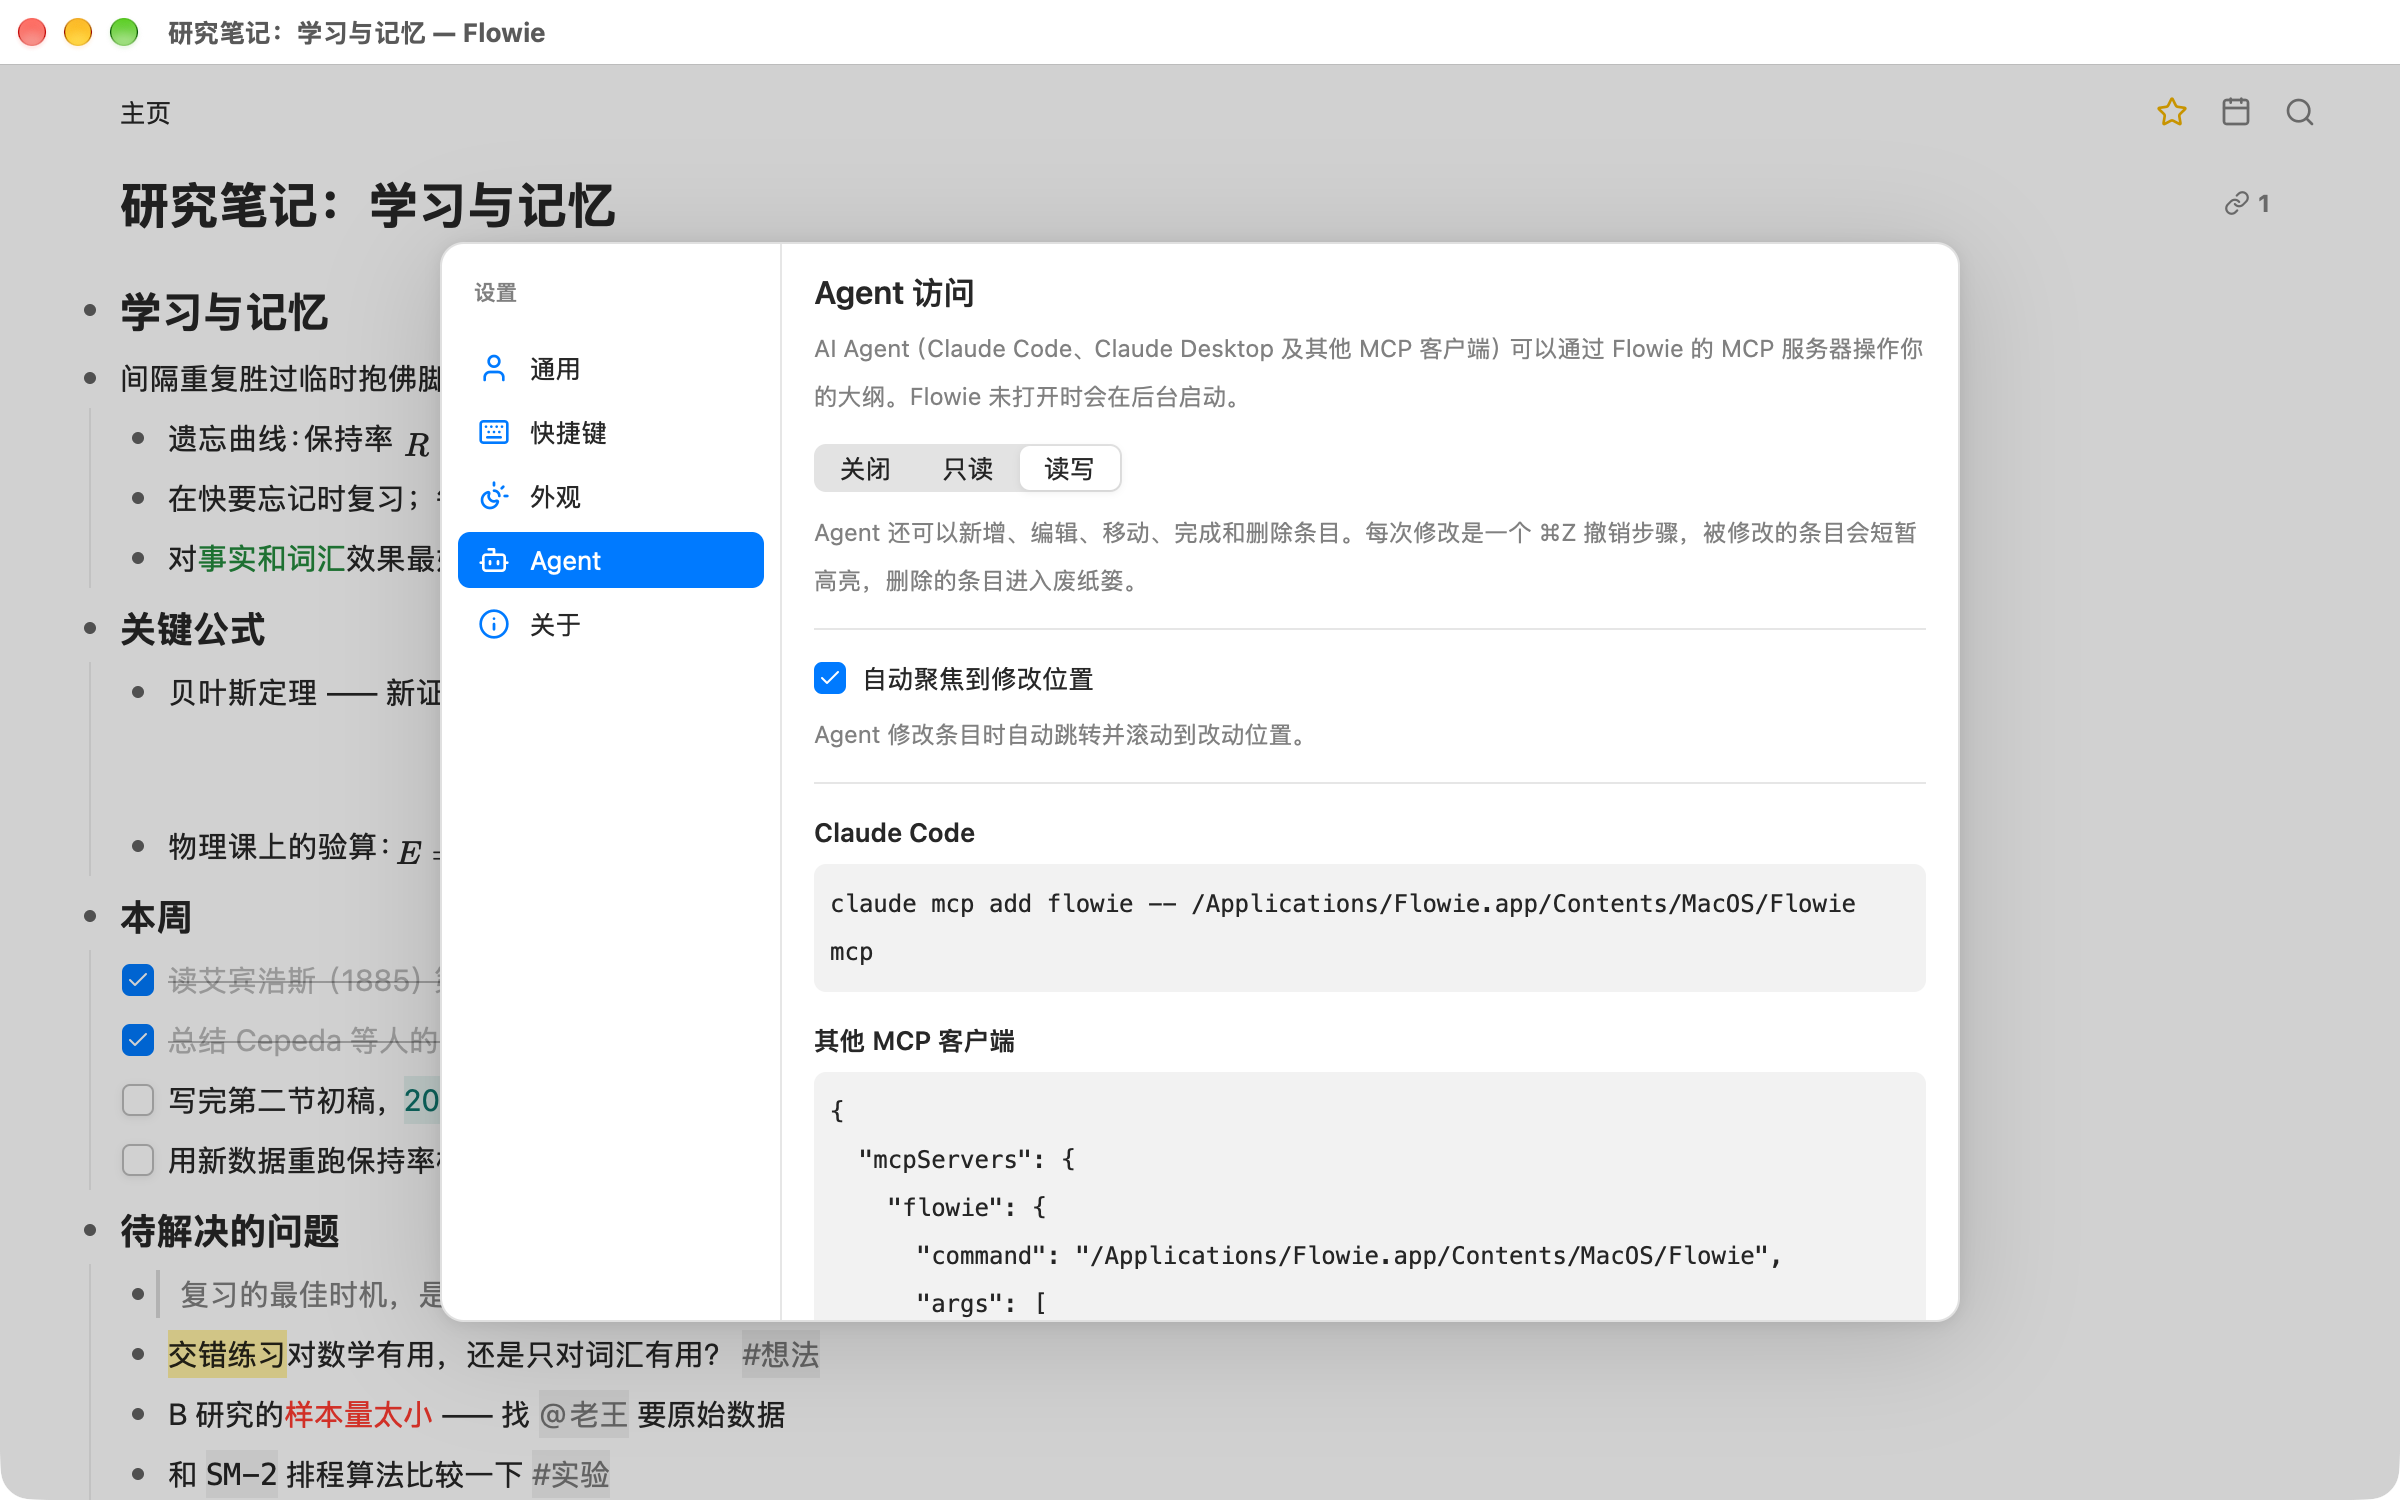 研究笔记：学习与记忆 — Flowie
主页
研究笔记：学习与记忆
1
学习与记忆
间隔重复胜过临时抱佛脚
遗忘曲线：保持率 R
在快要忘记时复习；
对事实和词汇效果最
关键公式
贝叶斯定理 —— 新证
物理课上的验算：E =
本周
读艾宾浩斯（1885）
总结 Cepeda 等人的
写完第二节初稿，20
用新数据重跑保持率
待解决的问题
复习的最佳时机，是
交错练习对数学有用，还是只对词汇有用？ #想法
B 研究的样本量太小 —— 找 @老王 要原始数据
和 SM-2 排程算法比较一下 #实验
设置
通用
快捷键
外观
Agent
关于
Agent 访问
AI Agent（Claude Code、Claude Desktop 及其他 MCP 客户端）可以通过 Flowie 的 MCP 服务器操作你
的大纲。Flowie 未打开时会在后台启动。
关闭 只读 读写
Agent 还可以新增、编辑、移动、完成和删除条目。每次修改是一个 ⌘Z 撤销步骤，被修改的条目会短暂
高亮，删除的条目进入废纸篓。
自动聚焦到修改位置
Agent 修改条目时自动跳转并滚动到改动位置。
Claude Code
claude mcp add flowie -- /Applications/Flowie.app/Contents/MacOS/Flowie
mcp
其他 MCP 客户端
{
"mcpServers": {
"flowie": {
"command": "/Applications/Flowie.app/Contents/MacOS/Flowie",
"args": [